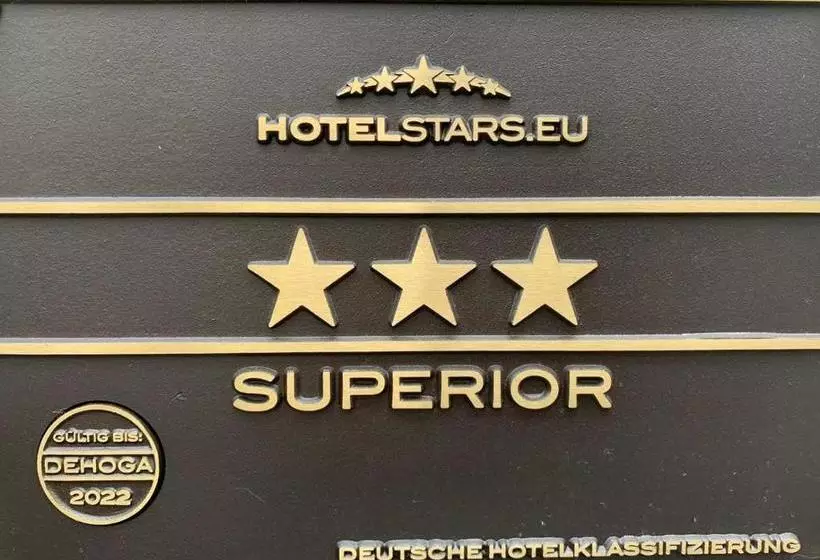 HOTELSTARS.EU
SUPERIOR
GÜLTIG BIS:
DEHOGA
2022
DEUTSCHE HOTELKLASSIFIZIERUNG